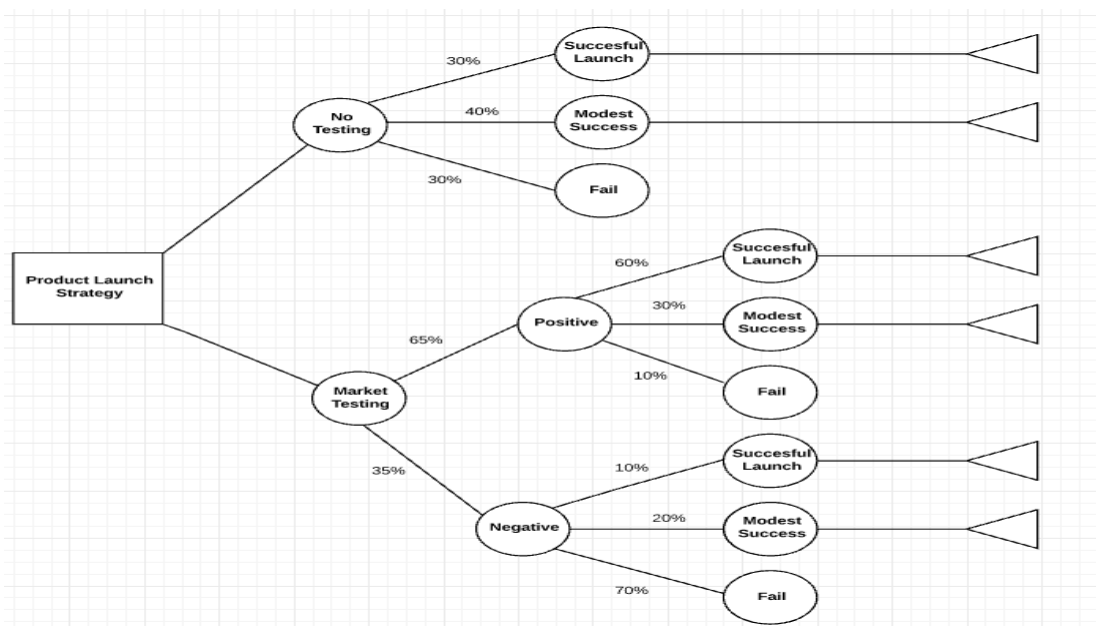 Succesful
Launch
30%
No
Testing
40%
Modest
Success
30%
Fail
Product Launch
Strategy
Succesful
Launch
60%
30%
Positive
Modest
Success
65%
10%
Market
Testing
Fail
35%
Succesful
Launch
10%
20%
Negative
Modest
Success
70%
Fail